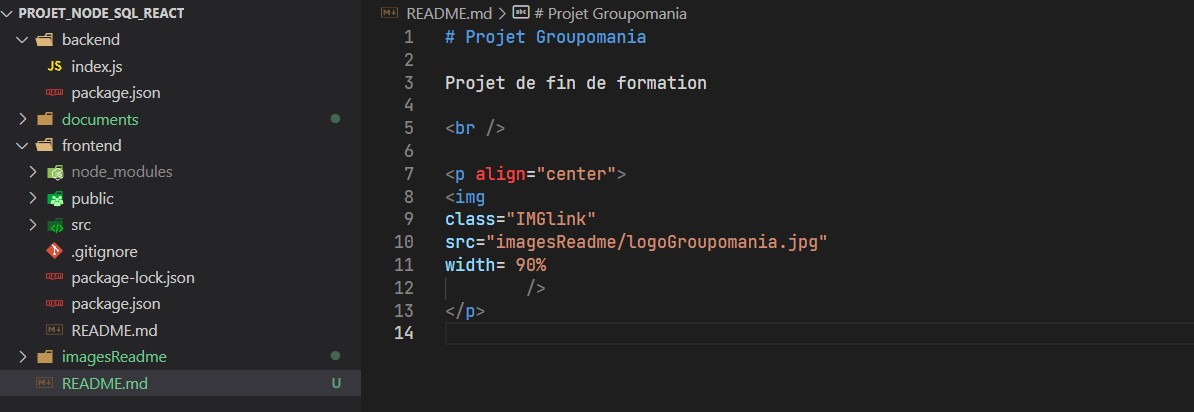 PROJET_NODE_SQL_REACT
backend
JS index.js
package.json
documents
frontend
node_modules
public
src
.gitignore
package-lock.json
package.json
README.md
imagesReadme
README.md U
README.md > # Projet Groupomania
1 # Projet Groupomania
2
3 Projet de fin de formation
4
5 <br />
6
7 <p align="center">
8 <img
9 class="IMGlink"
10 src="imagesReadme/logoGroupomania.jpg"
11 width= 90%
12 />
13 </p>
14